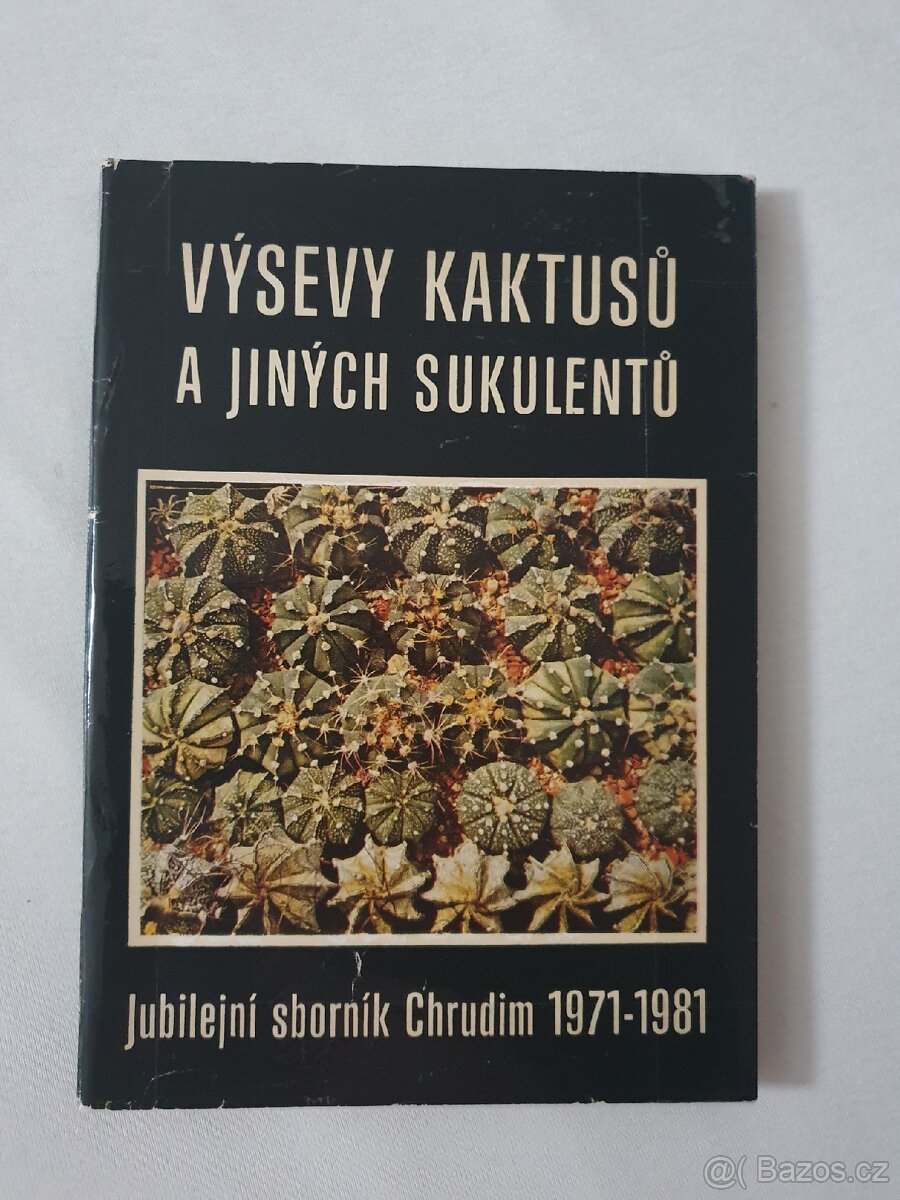 VÝSEVY KAKTUSŮ
A JINÝCH SUKULENTŮ
Jubilejní sborník Chrudim 1971-1981
@( Bazos.cz